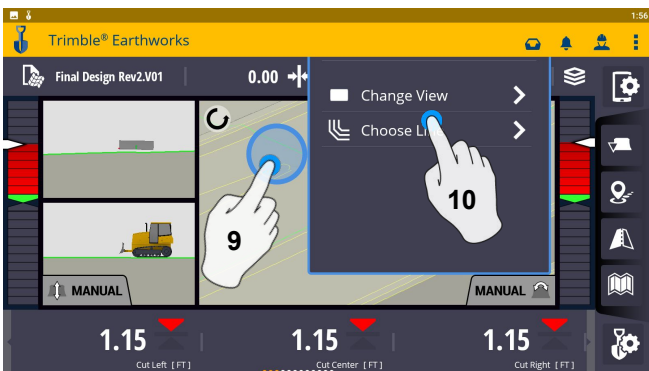 1:56
Trimble® Earthworks
Final Design Rev2.V01
0.00
Change View
Choose Li
9
10
MANUAL
MANUAL
1.15
1.15
1.15
Cut Left [FT]
Cut Center [FT]
Cut Right [FT]